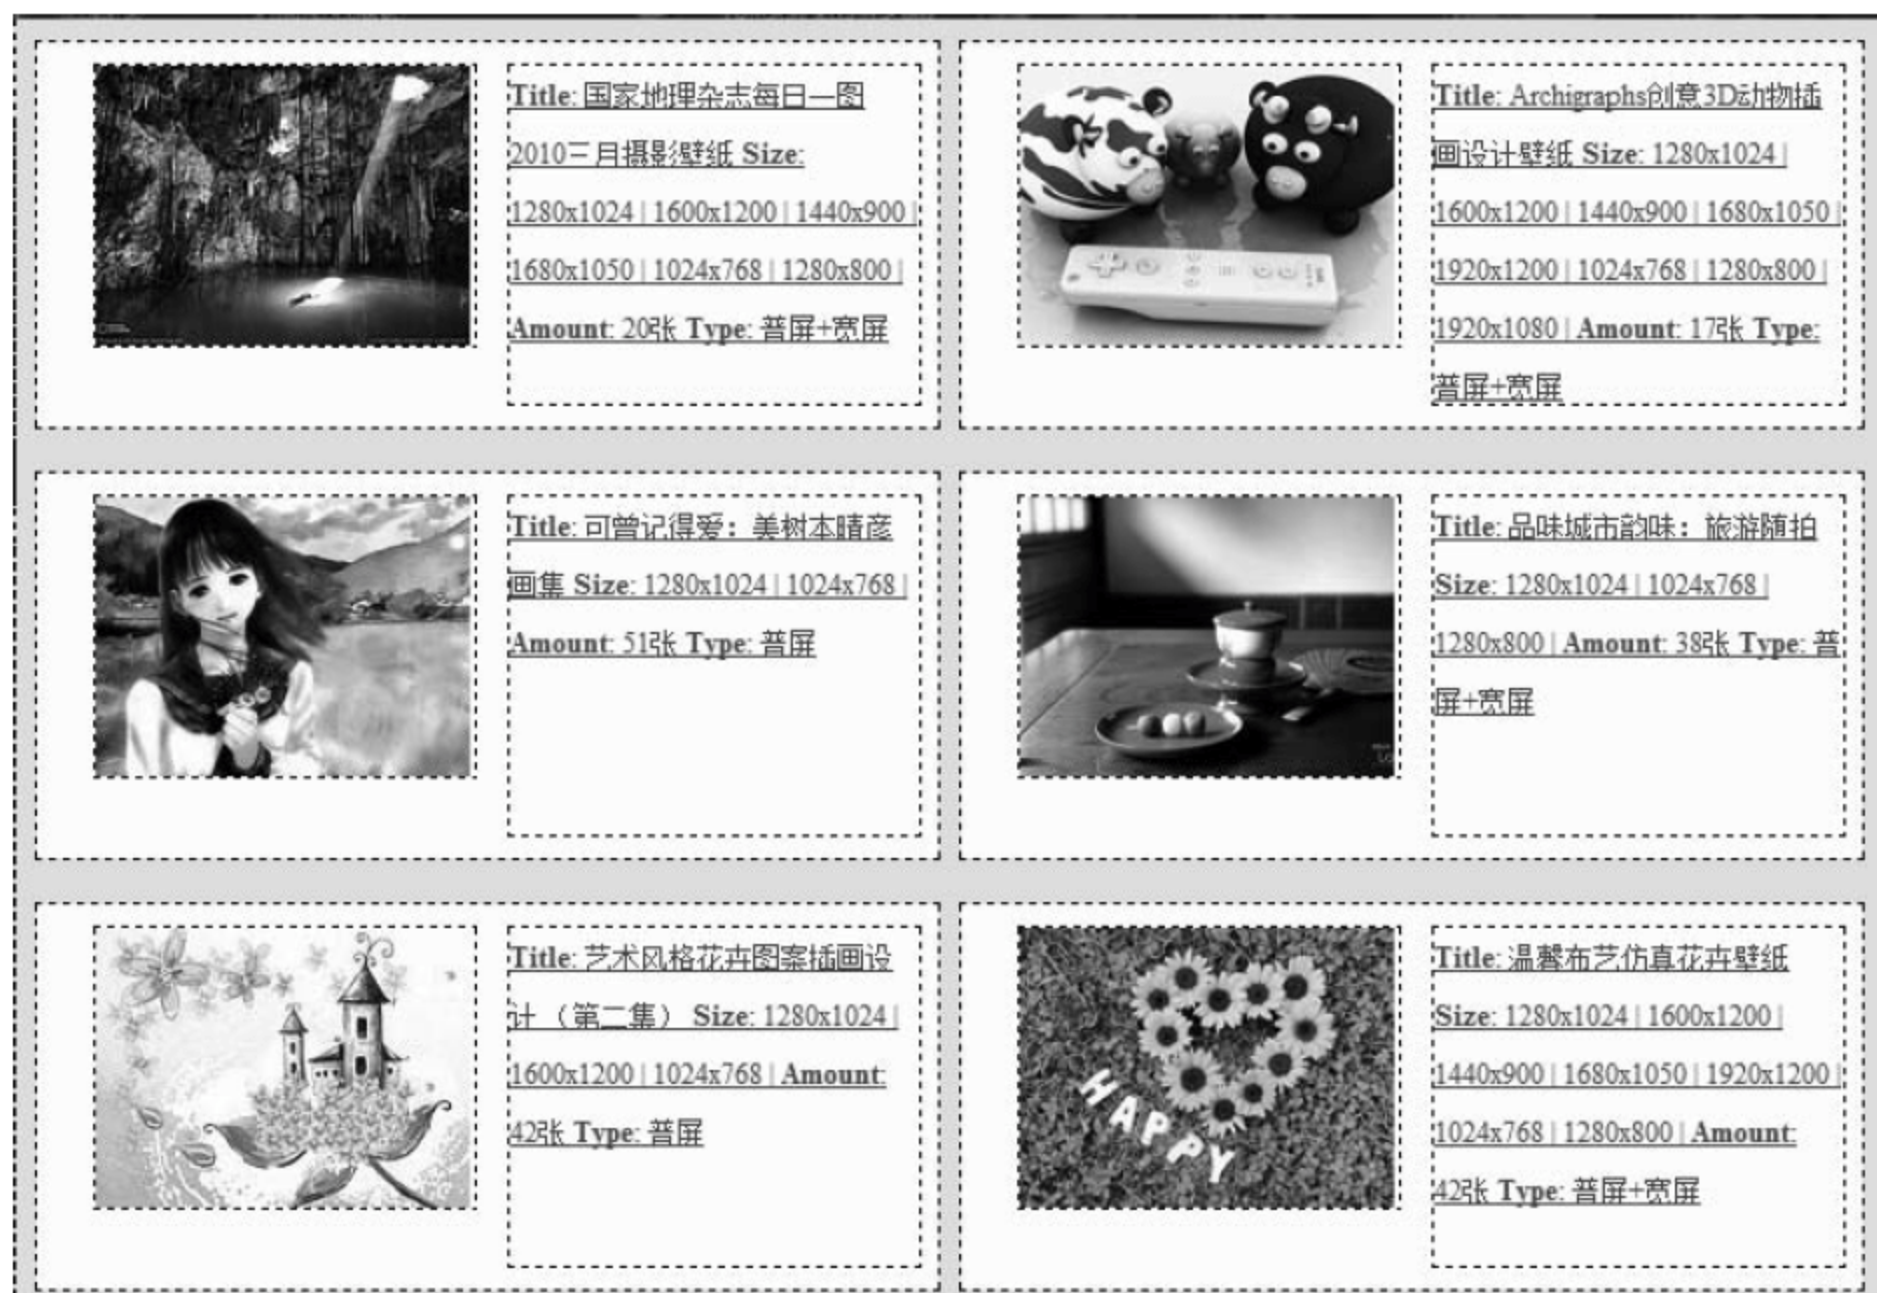 Title: 国家地理杂志每日一图
2010三月摄影壁纸 Size:
1280x1024 | 1600x1200 | 1440x900 |
1680x1050 | 1024x768 | 1280x800 |
Amount: 20张 Type: 普屏+宽屏
Title: Archigraphs创意3D动物插
画设计壁纸 Size: 1280x1024 |
1600x1200 | 1440x900 | 1680x1050 |
1920x1200 | 1024x768 | 1280x800 |
1920x1080 | Amount: 17张 Type:
普屏+宽屏
Title: 可曾记得爱：美树本晴彦
画集 Size: 1280x1024 | 1024x768 |
Amount: 51张 Type: 普屏
Title: 品味城市韵味：旅游随拍
Size: 1280x1024 | 1024x768 |
1280x800 | Amount: 38张 Type: 普
屏+宽屏
Title: 艺术风格花卉图案插画设
计（第二集） Size: 1280x1024 |
1600x1200 | 1024x768 | Amount:
42张 Type: 普屏
HAPPY
Title: 温馨布艺仿真花卉壁纸
Size: 1280x1024 | 1600x1200 |
1440x900 | 1680x1050 | 1920x1200 |
1024x768 | 1280x800 | Amount:
42张 Type: 普屏+宽屏